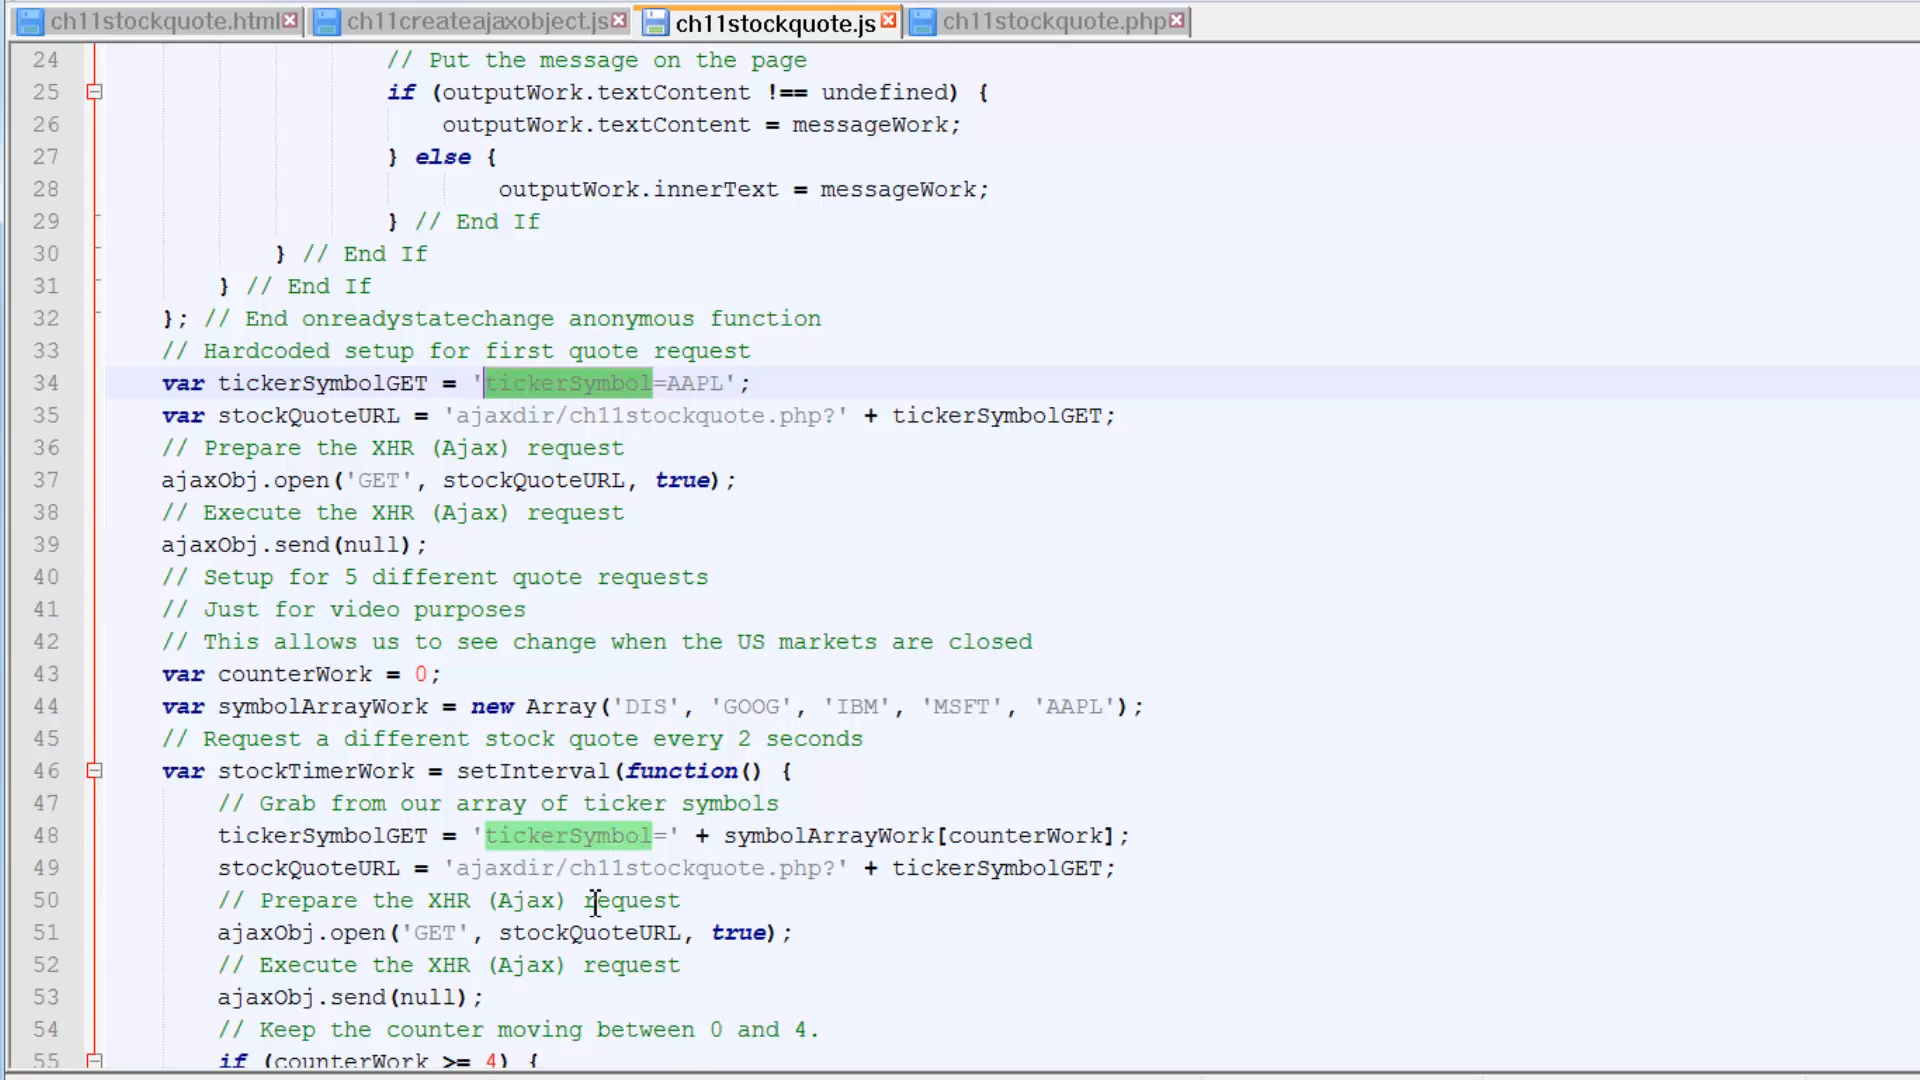 ch11stockquote.html ch11createajaxobject.js ch11stockquote.js ch11stockquote.php
24 // Put the message on the page
25 if (outputWork.textContent !== undefined) {
26 outputWork.textContent = messageWork;
27 } else {
28 outputWork.innerText = messageWork;
29 } // End If
30 } // End If
31 } // End If
32 }; // End onreadystatechange anonymous function
33 // Hardcoded setup for first quote request
34 var tickerSymbolGET = 'tickerSymbol=AAPL';
35 var stockQuoteURL = 'ajaxdir/ch11stockquote.php?' + tickerSymbolGET;
36 // Prepare the XHR (Ajax) request
37 ajaxObj.open('GET', stockQuoteURL, true);
38 // Execute the XHR (Ajax) request
39 ajaxObj.send(null);
40 // Setup for 5 different quote requests
41 // Just for video purposes
42 // This allows us to see change when the US markets are closed
43 var counterWork = 0;
44 var symbolArrayWork = new Array('DIS', 'GOOG', 'IBM', 'MSFT', 'AAPL');
45 // Request a different stock quote every 2 seconds
46 var stockTimerWork = setInterval(function() {
47 // Grab from our array of ticker symbols
48 tickerSymbolGET = 'tickerSymbol=' + symbolArrayWork[counterWork];
49 stockQuoteURL = 'ajaxdir/ch11stockquote.php?' + tickerSymbolGET;
50 // Prepare the XHR (Ajax) request
51 ajaxObj.open('GET', stockQuoteURL, true);
52 // Execute the XHR (Ajax) request
53 ajaxObj.send(null);
54 // Keep the counter moving between 0 and 4.
55 if (counterWork >= 4) {